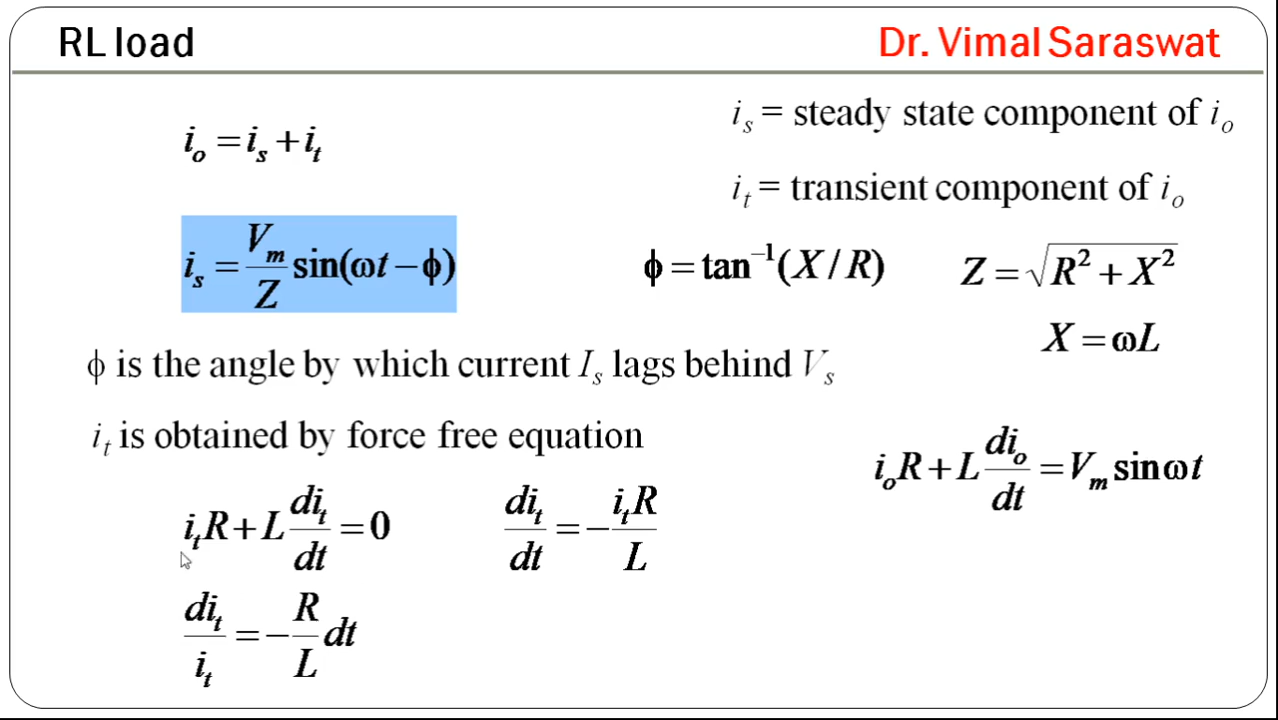 RL load
Dr. Vimal Saraswat
i_o = i_s + i_t
i_s = steady state component of i_o
i_t = transient component of i_o
i_s = V_m/Z sin(ωt − ϕ)
ϕ = tan⁻¹(X / R)
Z = √(R² + X²)
X = ωL
ϕ is the angle by which current I_s lags behind V_s
i_t is obtained by force free equation
i_o R + L di_o/dt = V_m sin ωt
i_t R + L di_t/dt = 0
di_t/dt = − i_t R/L
di_t/i_t = − R/L dt